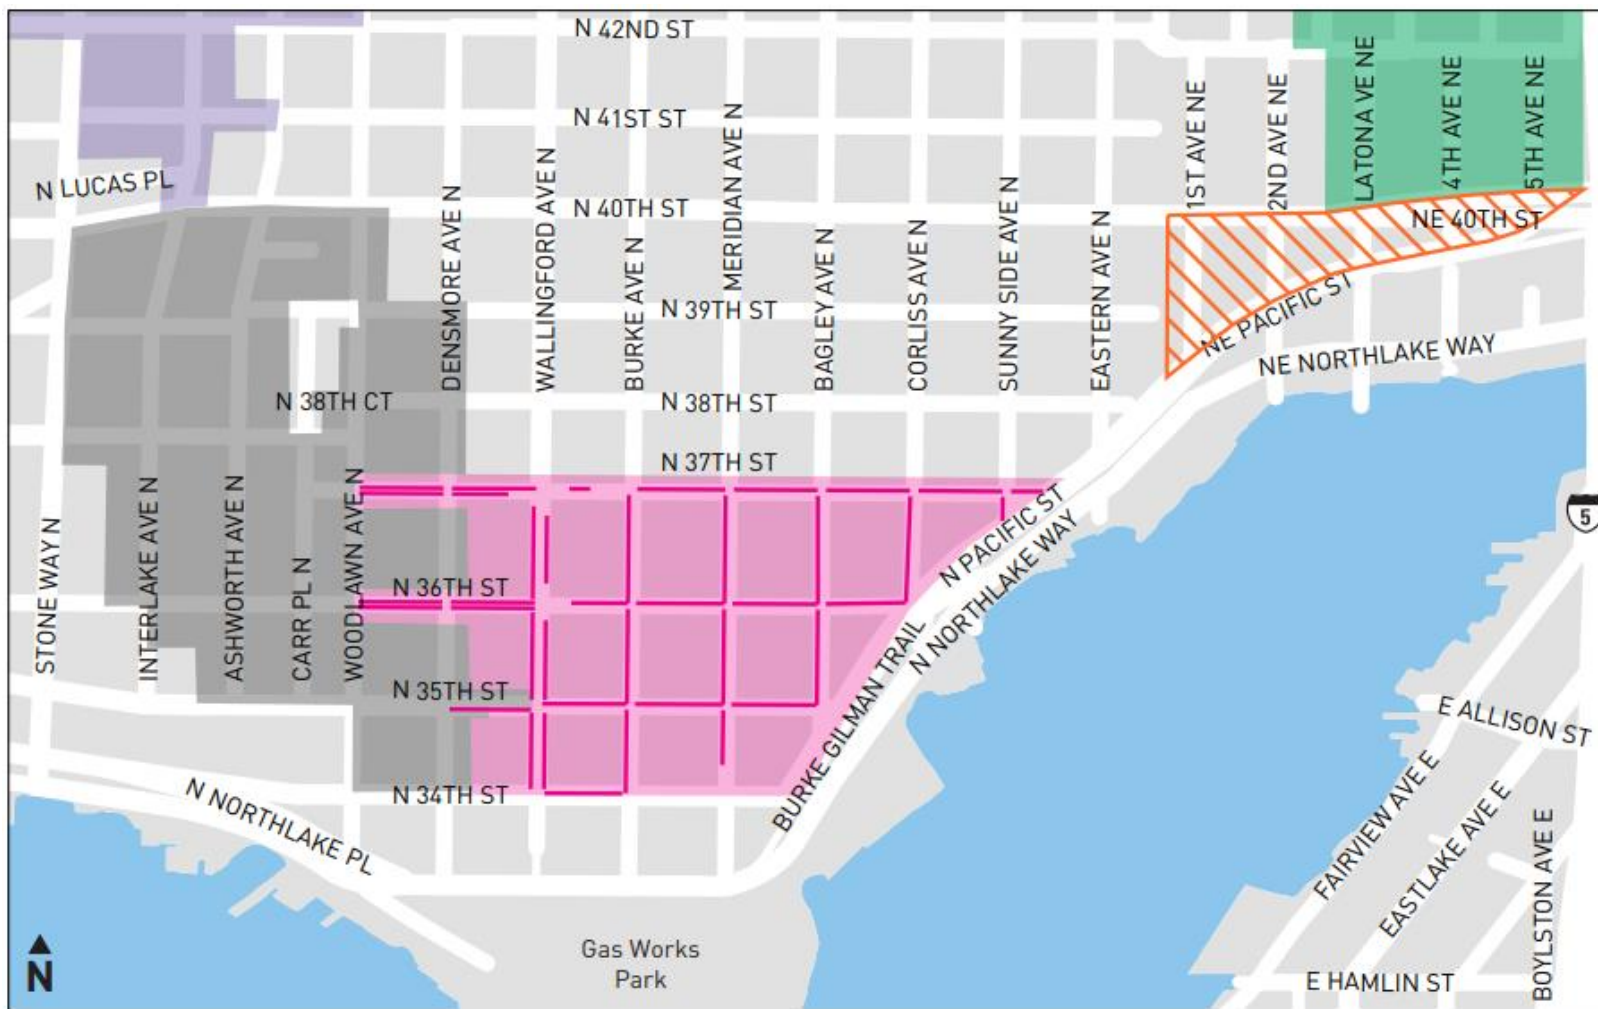 N 42ND ST
N 41ST ST
N LUCAS PL
N 40TH ST
NE 40TH ST
1ST AVE NE
2ND AVE NE
LATONA VE NE
4TH AVE NE
5TH AVE NE
DENSMORE AVE N
WALLINGFORD AVE N
BURKE AVE N
MERIDIAN AVE N
BAGLEY AVE N
CORLISS AVE N
SUNNY SIDE AVE N
EASTERN AVE N
N 39TH ST
NE PACIFIC ST
NE NORTHLAKE WAY
N 38TH CT
N 38TH ST
N 37TH ST
STONE WAY N
INTERLAKE AVE N
ASHWORTH AVE N
CARR PL N
WOODLAWN AVE N
N 36TH ST
N PACIFIC ST
N NORTHLAKE WAY
5
N 35TH ST
BURKE GILMAN TRAIL
N 34TH ST
N NORTHLAKE PL
E ALLISON ST
FAIRVIEW AVE E
EASTLAKE AVE E
BOYLSTON AVE E
Gas Works
Park
N
E HAMLIN ST